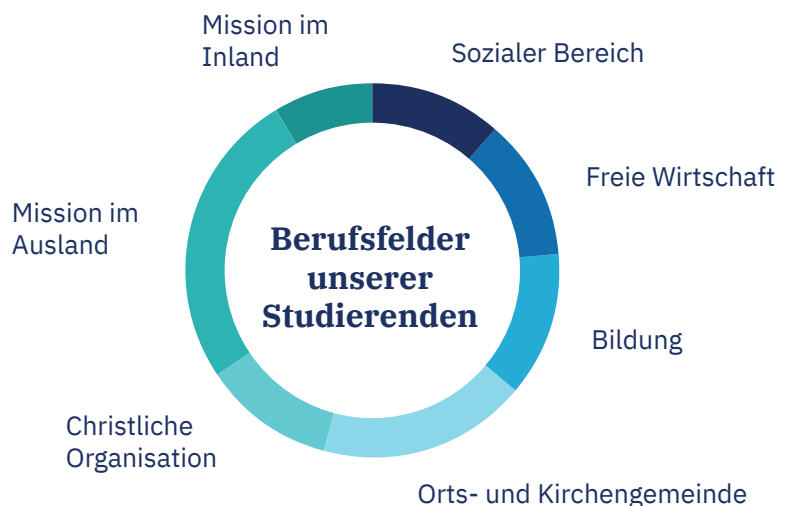 Mission im
Inland
Sozialer Bereich
Freie Wirtschaft
Mission im
Ausland
Berufsfelder
unserer
Studierenden
Bildung
Christliche
Organisation
Orts- und Kirchengemeinde